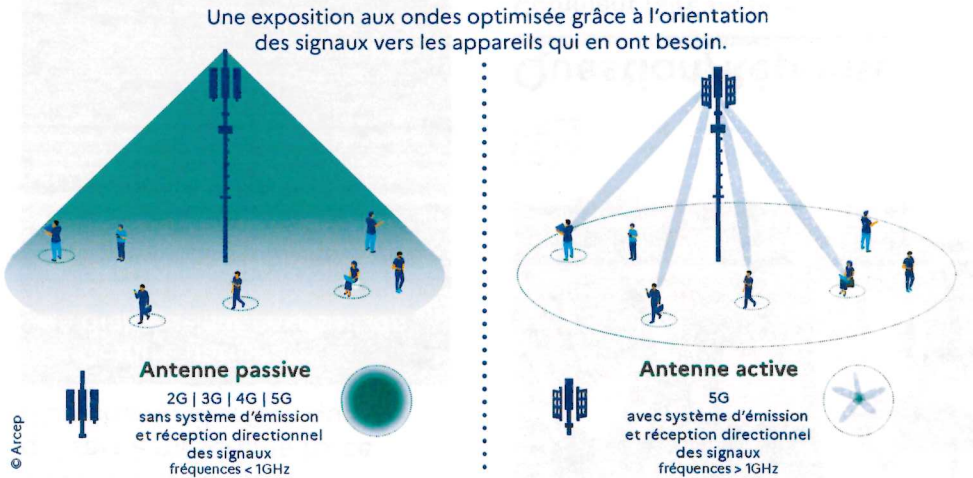 Une exposition aux ondes optimisée grâce à l'orientation
des signaux vers les appareils qui en ont besoin.
Antenne passive
2G | 3G | 4G | 5G
sans système d'émission
et réception directionnel
des signaux
fréquences < 1GHz
Antenne active
5G
avec système d'émission
et réception directionnel
des signaux
fréquences > 1GHz
© Arcep